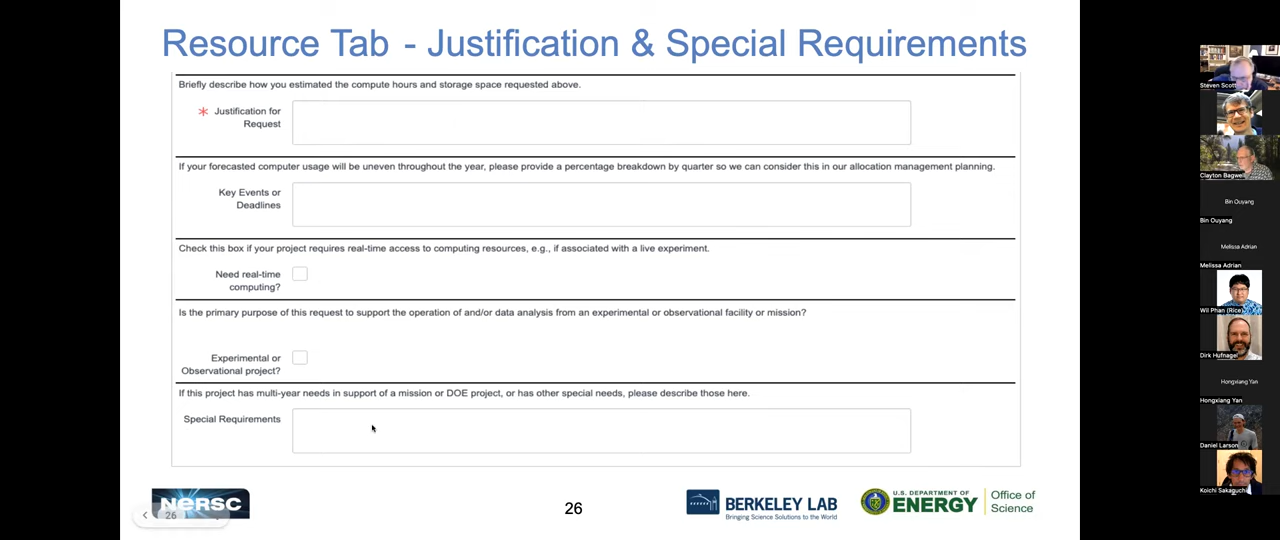 Resource Tab - Justification & Special Requirements
Briefly describe how you estimated the compute hours and storage space requested above.
* Justification for
Request
If your forecasted computer usage will be uneven throughout the year, please provide a percentage breakdown by quarter so we can consider this in our allocation management planning.
Key Events or
Deadlines
Check this box if your project requires real-time access to computing resources, e.g., if associated with a live experiment.
Need real-time
computing?
Is the primary purpose of this request to support the operation of and/or data analysis from an experimental or observational facility or mission?
Experimental or
Observational project?
If this project has multi-year needs in support of a mission or DOE project, or has other special needs, please describe those here.
Special Requirements
NERSC
26
26
BERKELEY LAB
Bringing Science Solutions to the World
U.S. DEPARTMENT OF
ENERGY
Office of
Science
Steven Scott
Clayton Bagwell
Bin Ouyang
Bin Ouyang
Melissa Adrian
Melissa Adrian
Wil Phan (Rice)
Dirk Hufnagel
Hongxiang Yan
Hongxiang Yan
Daniel Larson
Koichi Sakaguchi